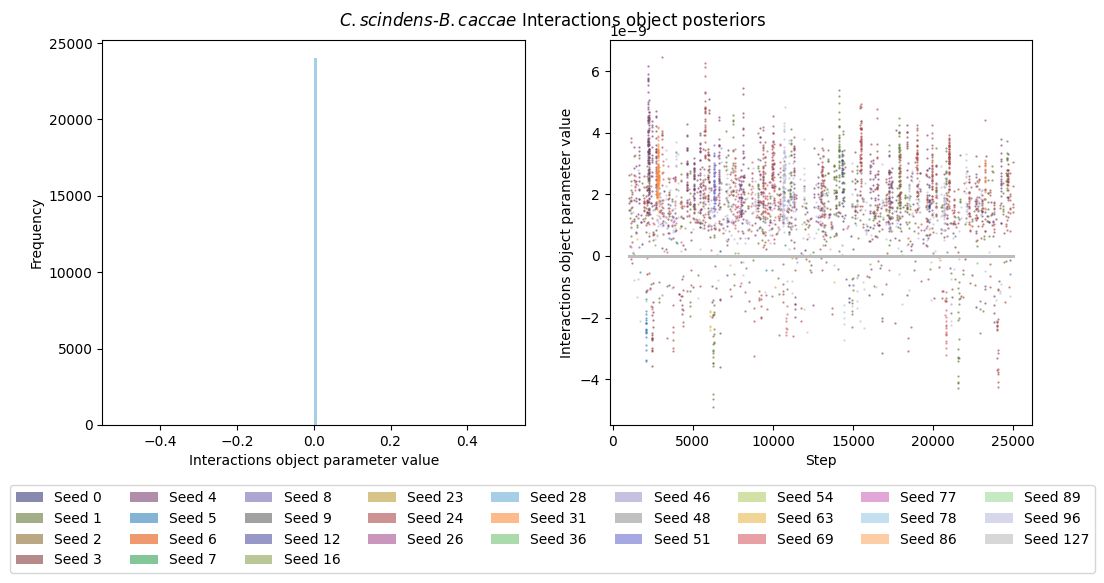 C. scindens-B. caccae Interactions object posteriors
1e−9
25000
20000
15000
10000
5000
0
Frequency
−0.4 −0.2 0.0 0.2 0.4
Interactions object parameter value
6
4
2
0
−2
−4
Interactions object parameter value
0 5000 10000 15000 20000 25000
Step
Seed 0 Seed 4 Seed 8 Seed 23 Seed 28 Seed 46 Seed 54 Seed 77 Seed 89
Seed 1 Seed 5 Seed 9 Seed 24 Seed 31 Seed 48 Seed 63 Seed 78 Seed 96
Seed 2 Seed 6 Seed 12 Seed 26 Seed 36 Seed 51 Seed 69 Seed 86 Seed 127
Seed 3 Seed 7 Seed 16